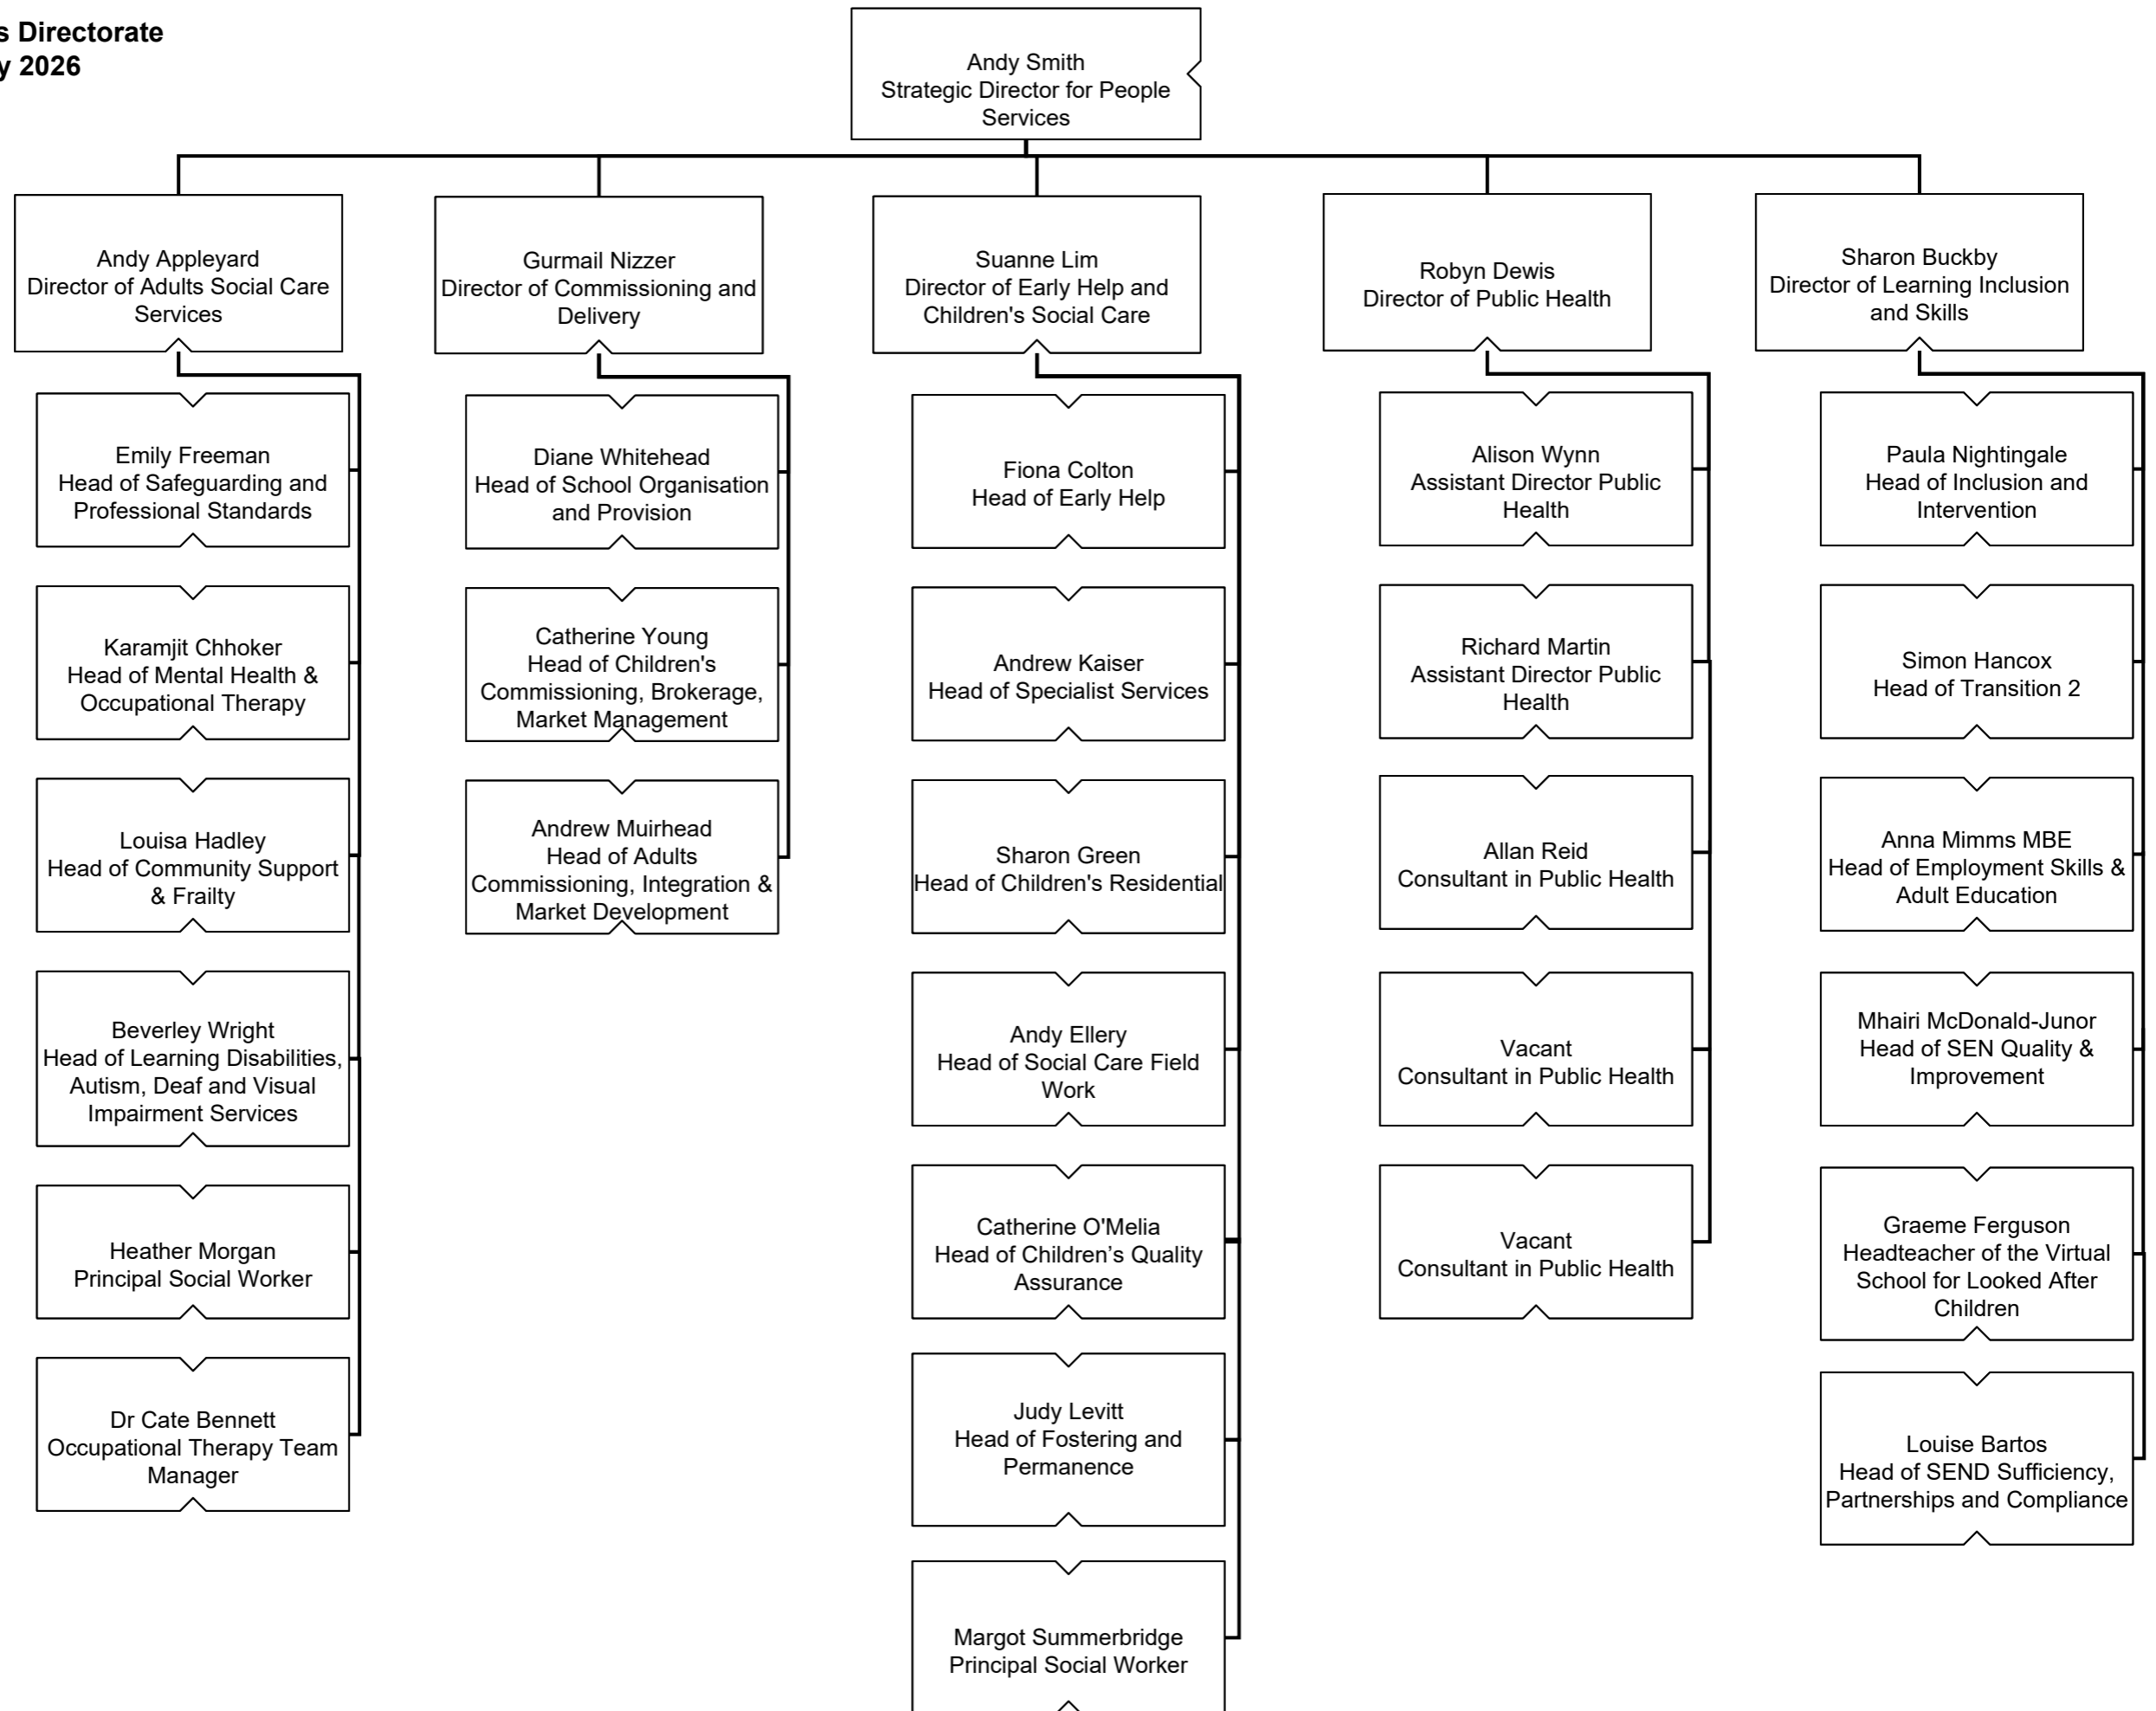 s Directorate
y 2026
Andy Smith
Strategic Director for People
Services
Andy Appleyard
Director of Adults Social Care
Services
Gurmail Nizzer
Director of Commissioning and
Delivery
Suanne Lim
Director of Early Help and
Children's Social Care
Robyn Dewis
Director of Public Health
Sharon Buckby
Director of Learning Inclusion
and Skills
Emily Freeman
Head of Safeguarding and
Professional Standards
Karamjit Chhoker
Head of Mental Health &
Occupational Therapy
Louisa Hadley
Head of Community Support
& Frailty
Beverley Wright
Head of Learning Disabilities,
Autism, Deaf and Visual
Impairment Services
Heather Morgan
Principal Social Worker
Dr Cate Bennett
Occupational Therapy Team
Manager
Diane Whitehead
Head of School Organisation
and Provision
Catherine Young
Head of Children's
Commissioning, Brokerage,
Market Management
Andrew Muirhead
Head of Adults
Commissioning, Integration &
Market Development
Fiona Colton
Head of Early Help
Andrew Kaiser
Head of Specialist Services
Sharon Green
Head of Children's Residential
Andy Ellery
Head of Social Care Field
Work
Catherine O'Melia
Head of Children’s Quality
Assurance
Judy Levitt
Head of Fostering and
Permanence
Margot Summerbridge
Principal Social Worker
Alison Wynn
Assistant Director Public
Health
Richard Martin
Assistant Director Public
Health
Allan Reid
Consultant in Public Health
Vacant
Consultant in Public Health
Vacant
Consultant in Public Health
Paula Nightingale
Head of Inclusion and
Intervention
Simon Hancox
Head of Transition 2
Anna Mimms MBE
Head of Employment Skills &
Adult Education
Mhairi McDonald-Junor
Head of SEN Quality &
Improvement
Graeme Ferguson
Headteacher of the Virtual
School for Looked After
Children
Louise Bartos
Head of SEND Sufficiency,
Partnerships and Compliance